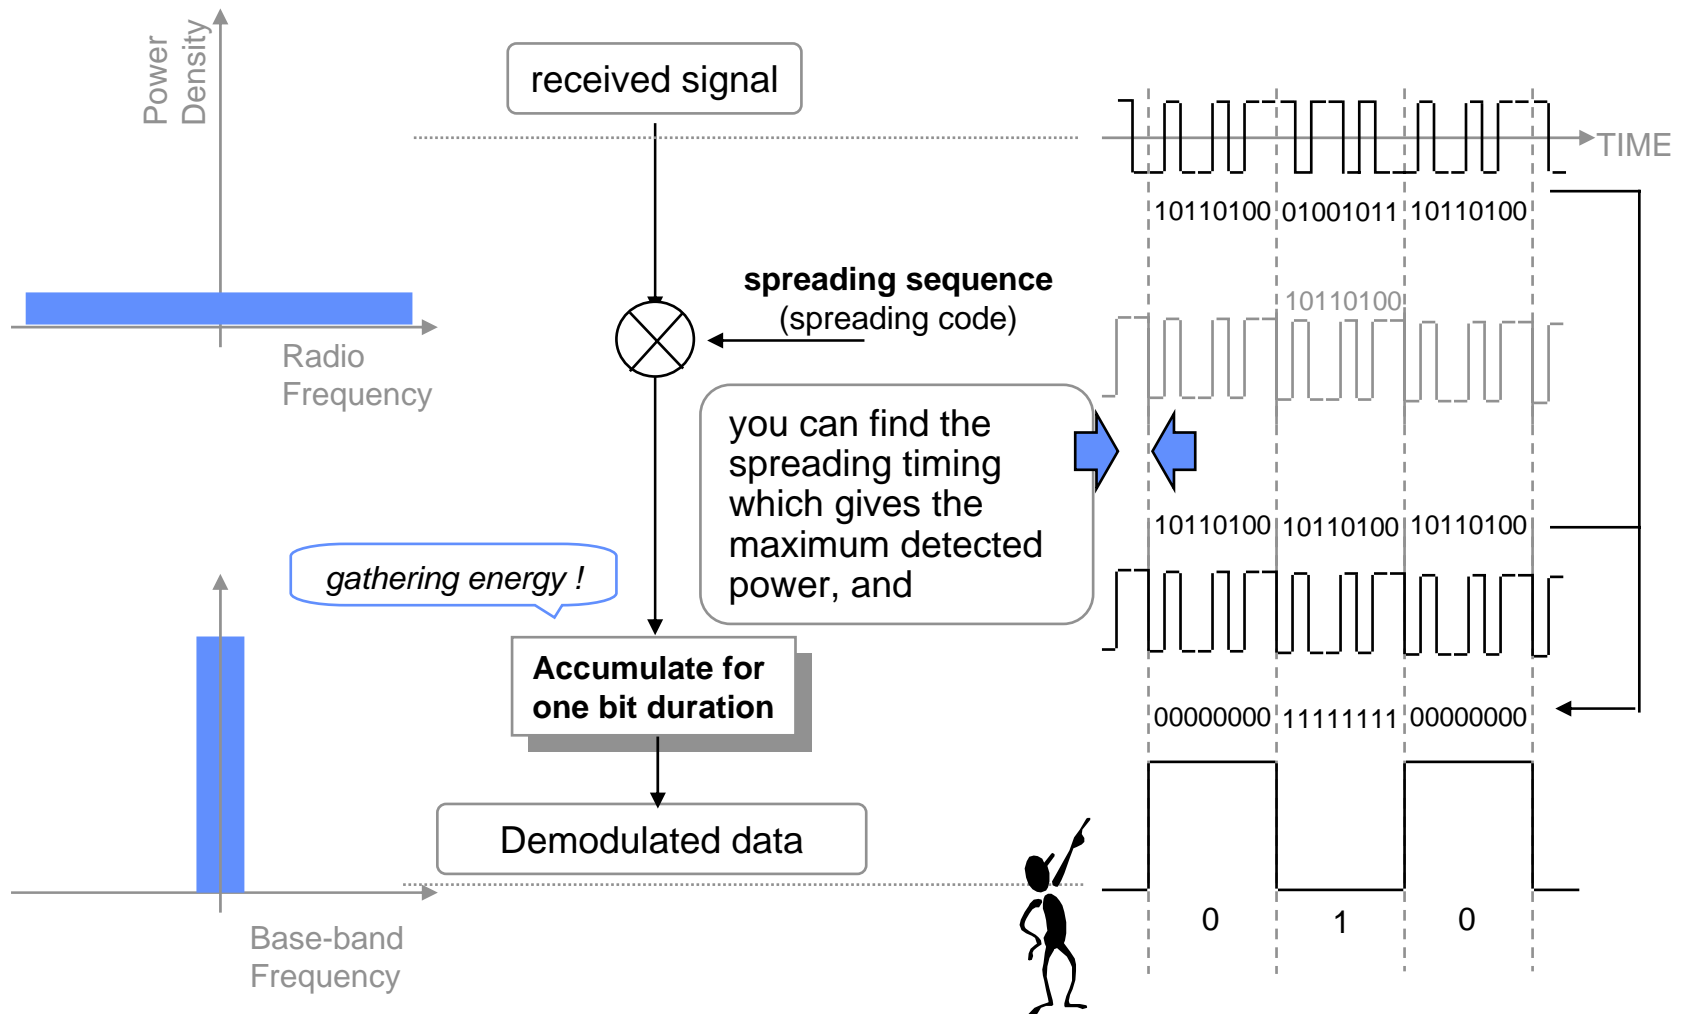 Power
Density
received signal
TIME
10110100 01001011 10110100
spreading sequence
(spreading code)
10110100
Radio
Frequency
you can find the
spreading timing
which gives the
maximum detected
power, and
10110100 10110100 10110100
gathering energy !
Accumulate for
one bit duration
00000000 11111111 00000000
Demodulated data
0 1 0
Base-band
Frequency